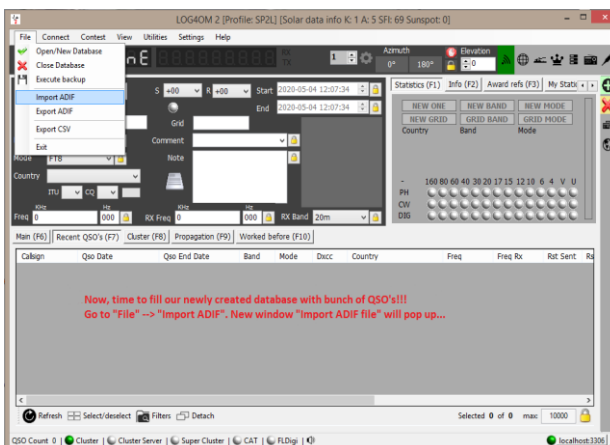 LOG4OM 2 [Profile: SP2L] [Solar data info K: 1 A: 5 SFI: 69 Sunspot: 0]
File Connect Contest View Utilities Settings Help
Open/New Database
Close Database
Execute backup
Import ADIF
Export ADIF
Export CSV
Exit
RX
TX
1
Azimuth
0° 180°
Elevation
0
S +00 R +00 Start 2020-05-04 12:07:34
End 2020-05-04 12:07:34
Grid
Comment
Note
Mode FT8
Country
ITU CQ
KHz Hz KHz Hz
Freq 0 000 RX Freq 0 000 RX Band 20m
Statistics (F1) Info (F2) Award refs (F3) My Static
NEW ONE NEW BAND NEW MODE
NEW GRID GRID BAND GRID MODE
Country Band Mode
- 160 80 60 40 30 20 17 15 12 10 6 4 V U
PH
CW
DIG
Main (F6) Recent QSO's (F7) Cluster (F8) Propagation (F9) Worked before (F10)
Callsign Qso Date Qso End Date Band Mode Dxcc Country Freq Freq Rx Rst Sent Rs
Now, time to fill our newly created database with bunch of QSO's!!!
Go to "File" --> "Import ADIF". New window "Import ADIF file" will pop up...
Refresh Select/deselect Filters Detach Selected 0 of 0 max: 10000
QSO Count 0 Cluster Cluster Server Super Cluster CAT FLDigi localhost:3306